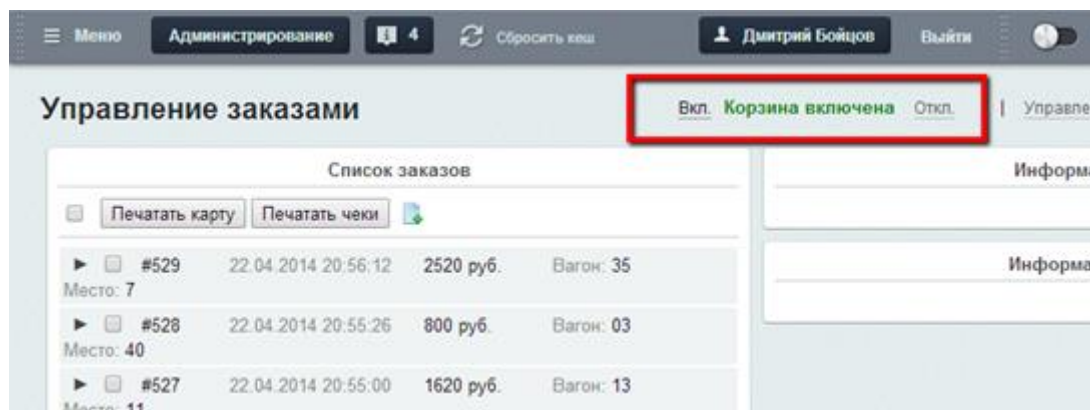 Меню Администрирование 4 Сбросить кеш Дмитрий Бойцов Выйти
Управление заказами Вкл. Корзина включена Откл. | Управле
Список заказов Информа
Печатать карту Печатать чеки
#529 22.04.2014 20:56:12 2520 руб. Вагон: 35
Информа
Место: 7
#528 22.04.2014 20:55:26 800 руб. Вагон: 03
Место: 40
#527 22.04.2014 20:55:00 1620 руб. Вагон: 13
Место: 11